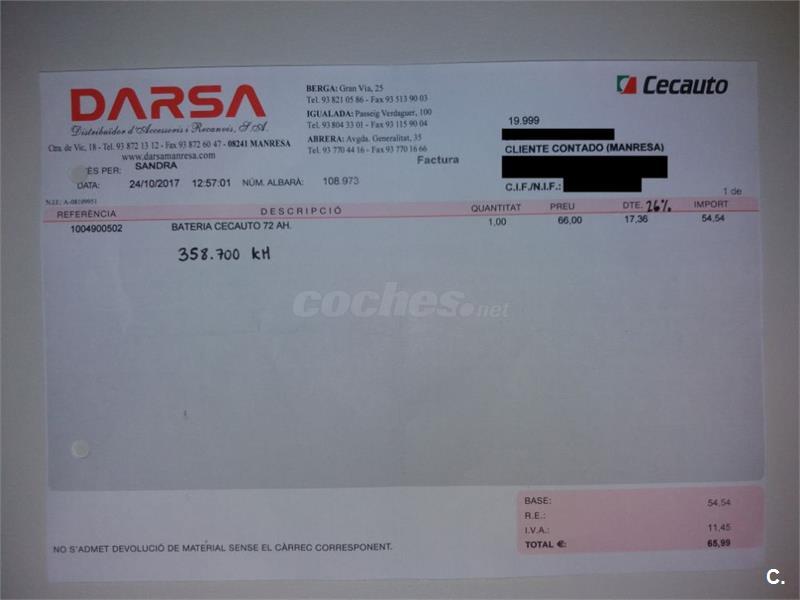 DARSA
Distribuïdor d'Accessoris i Recanvis, S.A.
Ctra. de Vic, 18 - Tel. 93 872 13 12 - Fax 93 872 60 47 - 08241 MANRESA
www.darsamanresa.com
BERGA: Gran Via, 25
Tel. 93 821 05 86 - Fax 93 513 90 03
IGUALADA: Passeig Verdaguer, 100
Tel. 93 804 33 01 - Fax 93 115 90 04
ABRERA: Avgda. Generalitat, 35
Tel. 93 770 44 16 - Fax 93 770 16 66
Factura
Cecauto
19.999
CLIENTE CONTADO (MANRESA)
C.I.F./N.I.F.:
ÉS PER: SANDRA
DATA: 24/10/2017 12:57:01 NÚM. ALBARÀ: 108.973
1 de
N.I.F.: A-08109951
REFERÈNCIA DESCRIPCIÓ QUANTITAT PREU DTE. 26% IMPORT
1004900502 BATERIA CECAUTO 72 AH. 1,00 66,00 17,36 54,54
358.700 KM
coches.net
BASE: 54,54
R.E.:
I.V.A.: 11,45
TOTAL €: 65,99
NO S'ADMET DEVOLUCIÓ DE MATERIAL SENSE EL CÀRREC CORRESPONENT.
C.